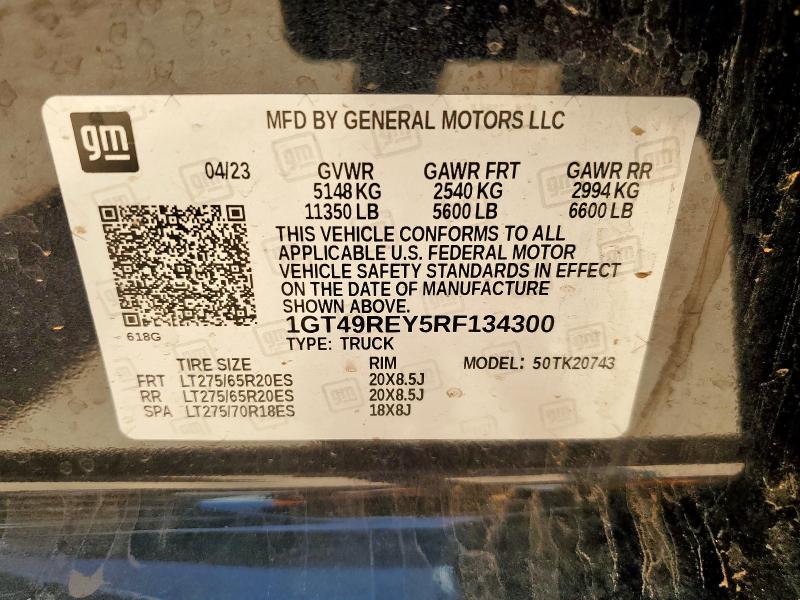 gm
MFD BY GENERAL MOTORS LLC
04/23 GVWR GAWR FRT GAWR RR
5148 KG 2540 KG 2994 KG
11350 LB 5600 LB 6600 LB
THIS VEHICLE CONFORMS TO ALL
APPLICABLE U.S. FEDERAL MOTOR
VEHICLE SAFETY STANDARDS IN EFFECT
ON THE DATE OF MANUFACTURE
SHOWN ABOVE.
618G
1GT49REY5RF134300
TYPE: TRUCK
TIRE SIZE RIM MODEL: 50TK20743
FRT LT275/65R20ES 20X8.5J
RR LT275/65R20ES 20X8.5J
SPA LT275/70R18ES 18X8J